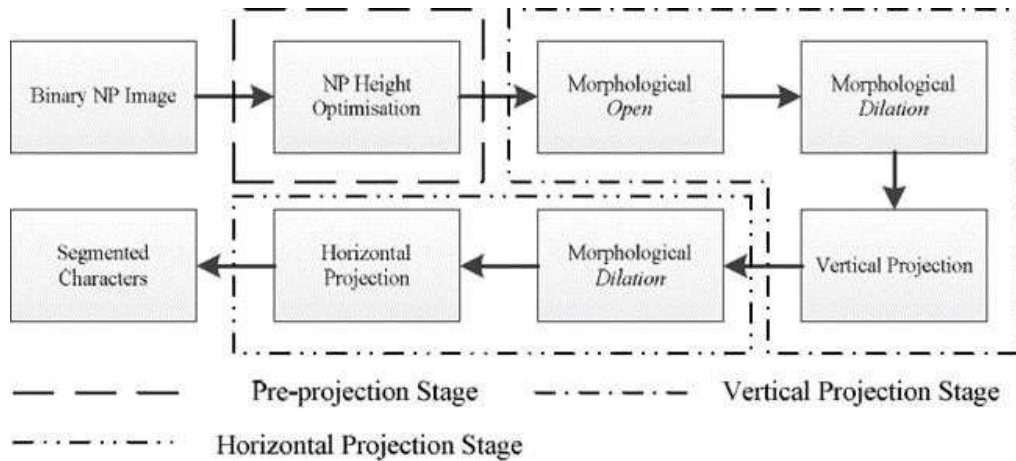 Binary NP Image
NP Height
Optimisation
Morphological
Open
Morphological
Dilation
Segmented
Characters
Horizontal
Projection
Morphological
Dilation
Vertical Projection
Pre-projection Stage
Vertical Projection Stage
Horizontal Projection Stage